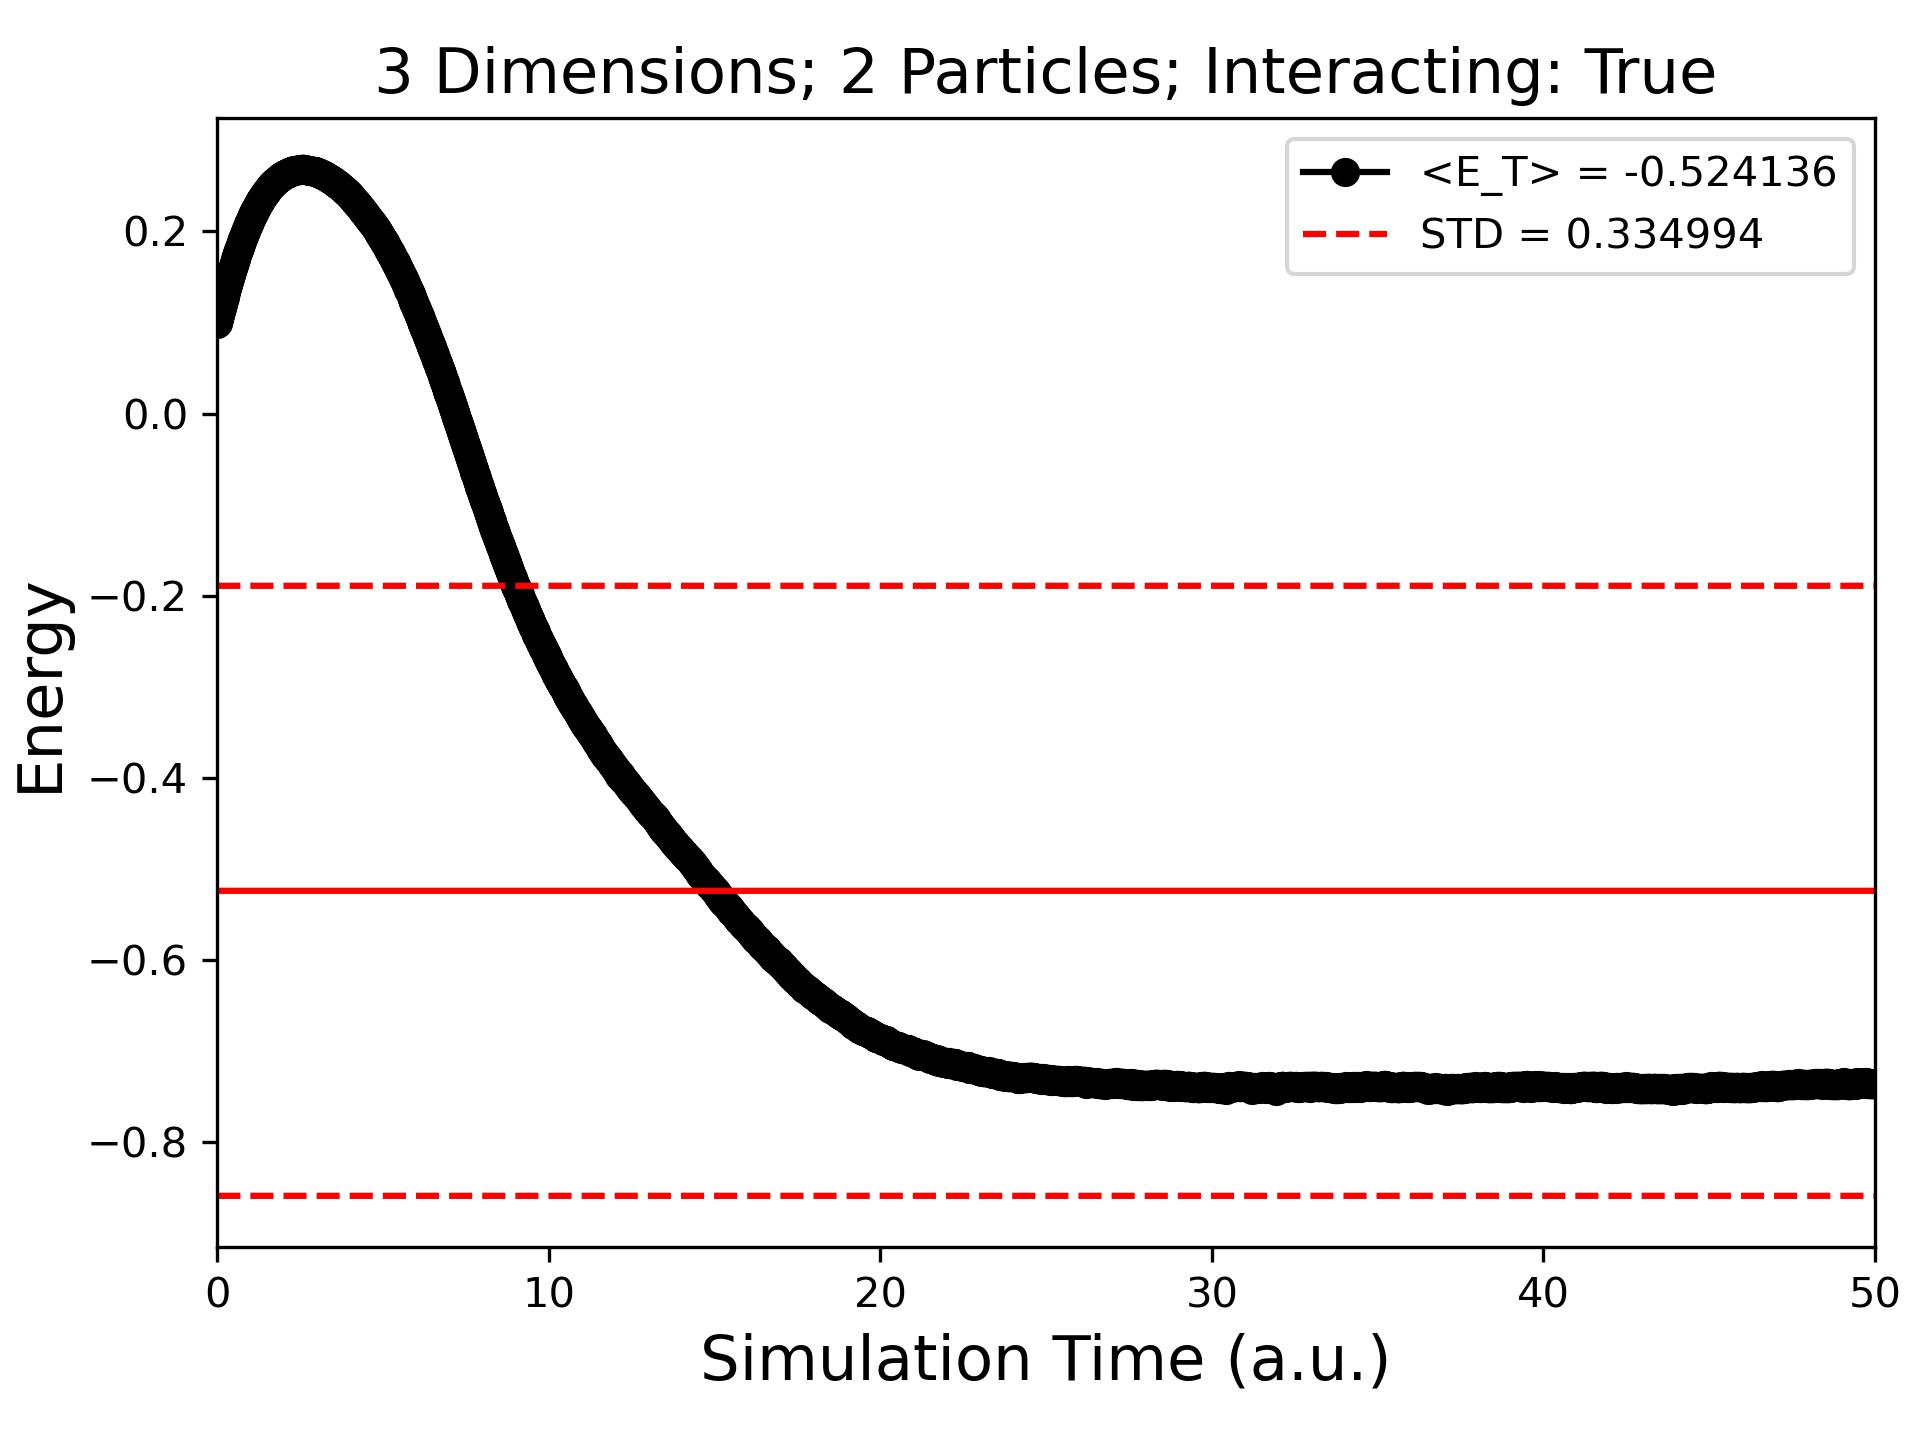 3 Dimensions; 2 Particles; Interacting: True
<E_T> = -0.524136
STD = 0.334994
Energy
0.2
0.0
−0.2
−0.4
−0.6
−0.8
0 10 20 30 40 50
Simulation Time (a.u.)